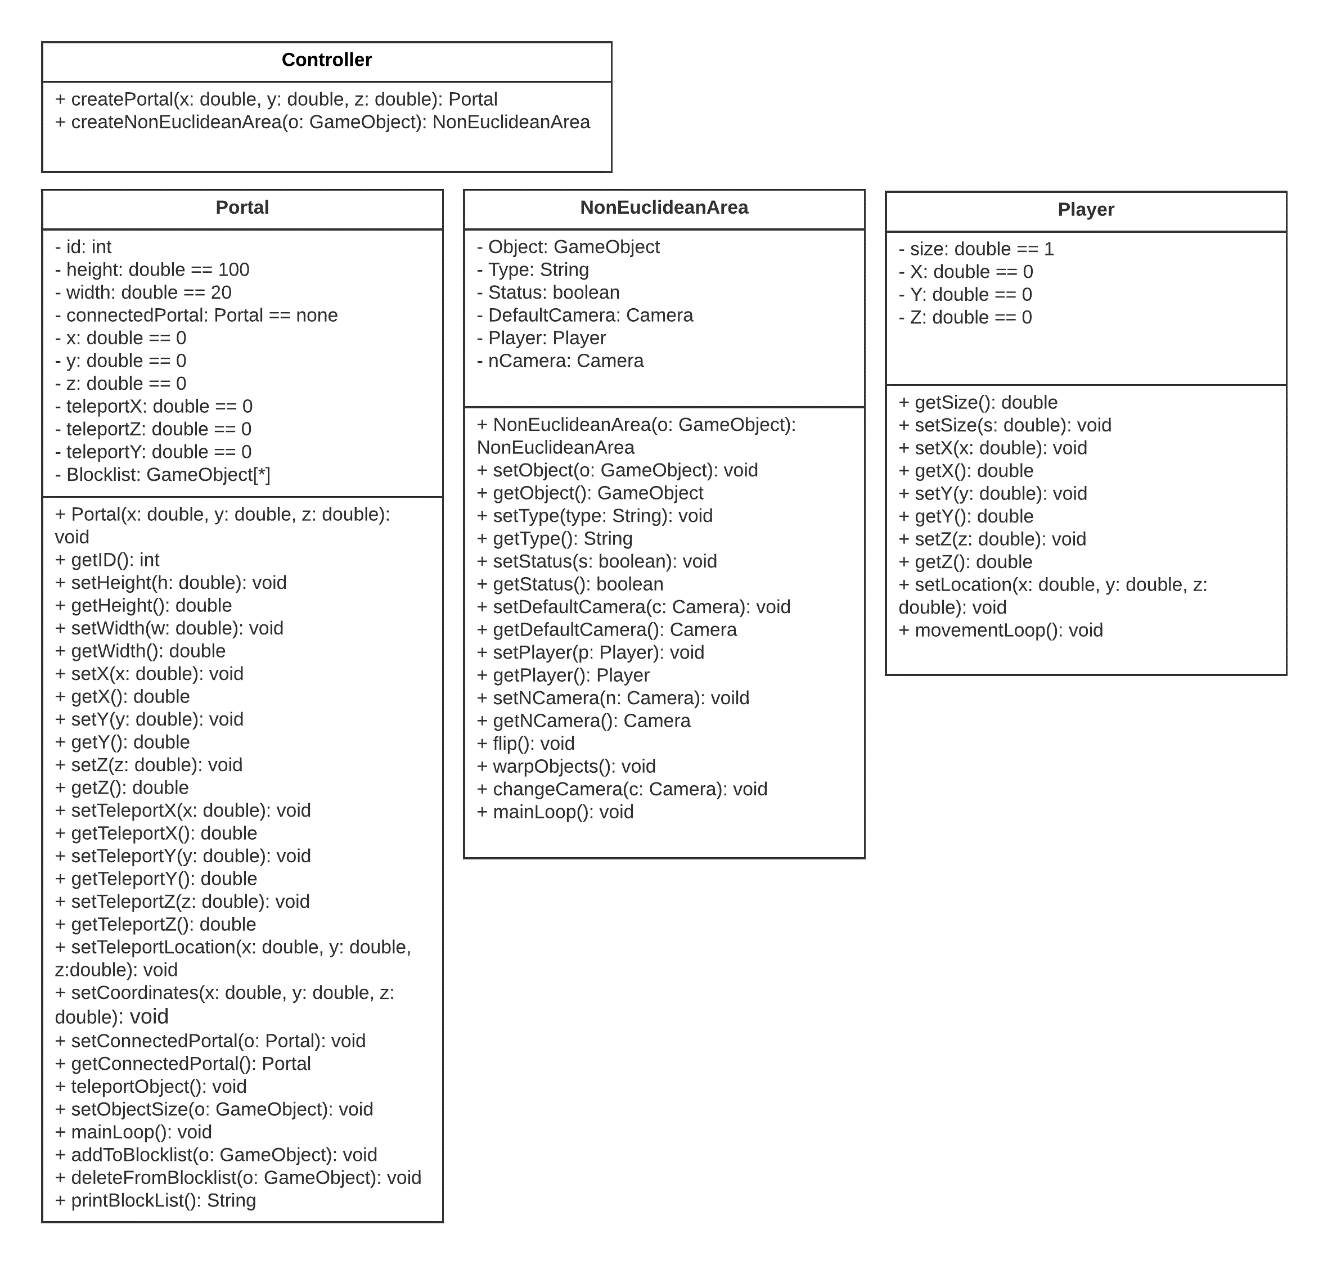 Controller
+ createPortal(x: double, y: double, z: double): Portal
+ createNonEuclideanArea(o: GameObject): NonEuclideanArea
Portal
- id: int
- height: double == 100
- width: double == 20
- connectedPortal: Portal == none
- x: double == 0
- y: double == 0
- z: double == 0
- teleportX: double == 0
- teleportZ: double == 0
- teleportY: double == 0
- Blocklist: GameObject[*]
+ Portal(x: double, y: double, z: double):
void
+ getID(): int
+ setHeight(h: double): void
+ getHeight(): double
+ setWidth(w: double): void
+ getWidth(): double
+ setX(x: double): void
+ getX(): double
+ setY(y: double): void
+ getY(): double
+ setZ(z: double): void
+ getZ(): double
+ setTeleportX(x: double): void
+ getTeleportX(): double
+ setTeleportY(y: double): void
+ getTeleportY(): double
+ setTeleportZ(z: double): void
+ getTeleportZ(): double
+ setTeleportLocation(x: double, y: double,
z:double): void
+ setCoordinates(x: double, y: double, z:
double): void
+ setConnectedPortal(o: Portal): void
+ getConnectedPortal(): Portal
+ teleportObject(): void
+ setObjectSize(o: GameObject): void
+ mainLoop(): void
+ addToBlocklist(o: GameObject): void
+ deleteFromBlocklist(o: GameObject): void
+ printBlockList(): String
NonEuclideanArea
- Object: GameObject
- Type: String
- Status: boolean
- DefaultCamera: Camera
- Player: Player
- nCamera: Camera
+ NonEuclideanArea(o: GameObject):
NonEuclideanArea
+ setObject(o: GameObject): void
+ getObject(): GameObject
+ setType(type: String): void
+ getType(): String
+ setStatus(s: boolean): void
+ getStatus(): boolean
+ setDefaultCamera(c: Camera): void
+ getDefaultCamera(): Camera
+ setPlayer(p: Player): void
+ getPlayer(): Player
+ setNCamera(n: Camera): voild
+ getNCamera(): Camera
+ flip(): void
+ warpObjects(): void
+ changeCamera(c: Camera): void
+ mainLoop(): void
Player
- size: double == 1
- X: double == 0
- Y: double == 0
- Z: double == 0
+ getSize(): double
+ setSize(s: double): void
+ setX(x: double): void
+ getX(): double
+ setY(y: double): void
+ getY(): double
+ setZ(z: double): void
+ getZ(): double
+ setLocation(x: double, y: double, z:
double): void
+ movementLoop(): void